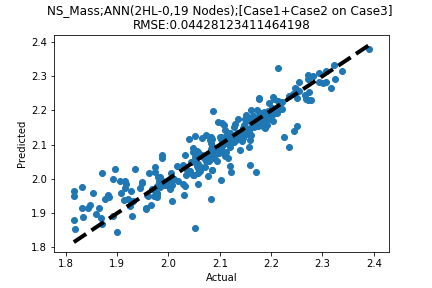 NS_Mass;ANN(2HL-0,19 Nodes);[Case1+Case2 on Case3]
RMSE:0.04428123411464198
2.4
2.3
2.2
2.1
2.0
1.9
1.8
Predicted
1.8 1.9 2.0 2.1 2.2 2.3 2.4
Actual